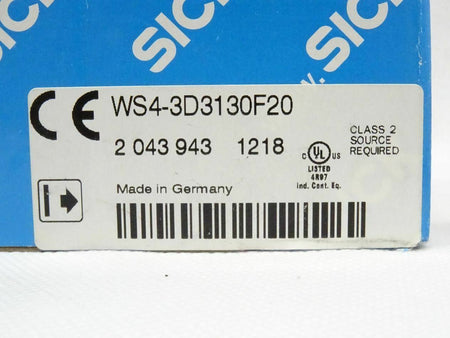 SICK
SICK
w.
CE
WS4-3D3130F20
2 043 943 1218
C UL US
LISTED
4R97
Ind. Cont. Eq.
CLASS 2
SOURCE
REQUIRED
Made in Germany